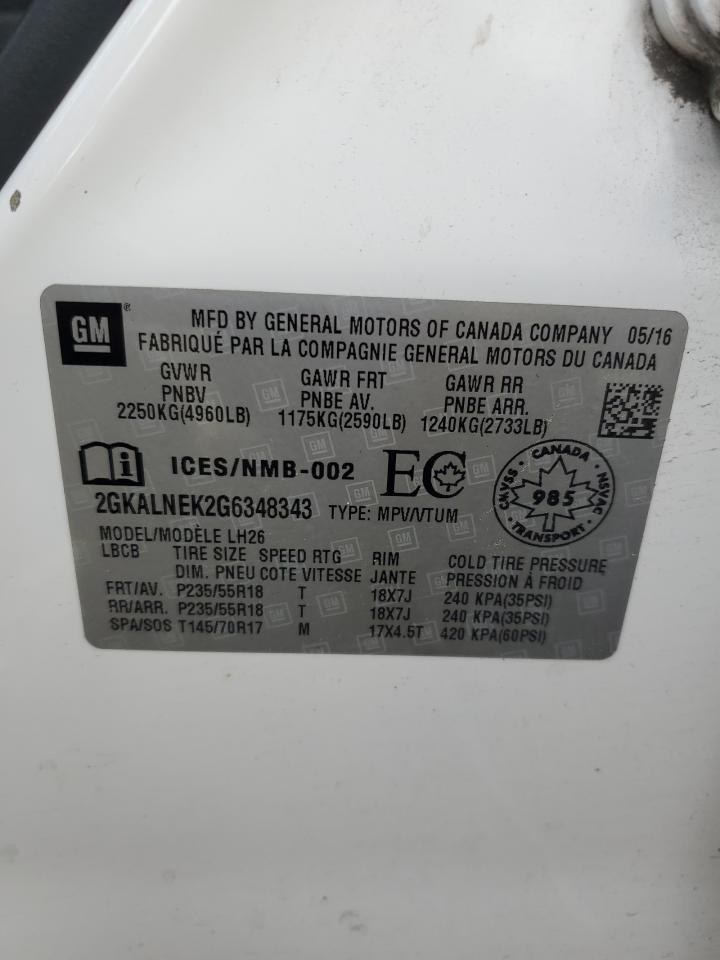 GM ®
MFD BY GENERAL MOTORS OF CANADA COMPANY 05/16
FABRIQUÉ PAR LA COMPAGNIE GENERAL MOTORS DU CANADA
GVWR GAWR FRT GAWR RR
PNBV PNBE AV. PNBE ARR.
2250KG(4960LB) 1175KG(2590LB) 1240KG(2733LB)
i ICES/NMB-002 EC
CANADA
CMVSS 985 NSVAC
TRANSPORT
2GKALNEK2G6348343 TYPE: MPV/VTUM
MODEL/MODÈLE LH26
LBCB TIRE SIZE SPEED RTG RIM COLD TIRE PRESSURE
DIM. PNEU COTE VITESSE JANTE PRESSION À FROID
FRT/AV. P235/55R18 T 18X7J 240 KPA(35PSI)
RR/ARR. P235/55R18 T 18X7J 240 KPA(35PSI)
SPA/SOS T145/70R17 M 17X4.5T 420 KPA(60PSI)